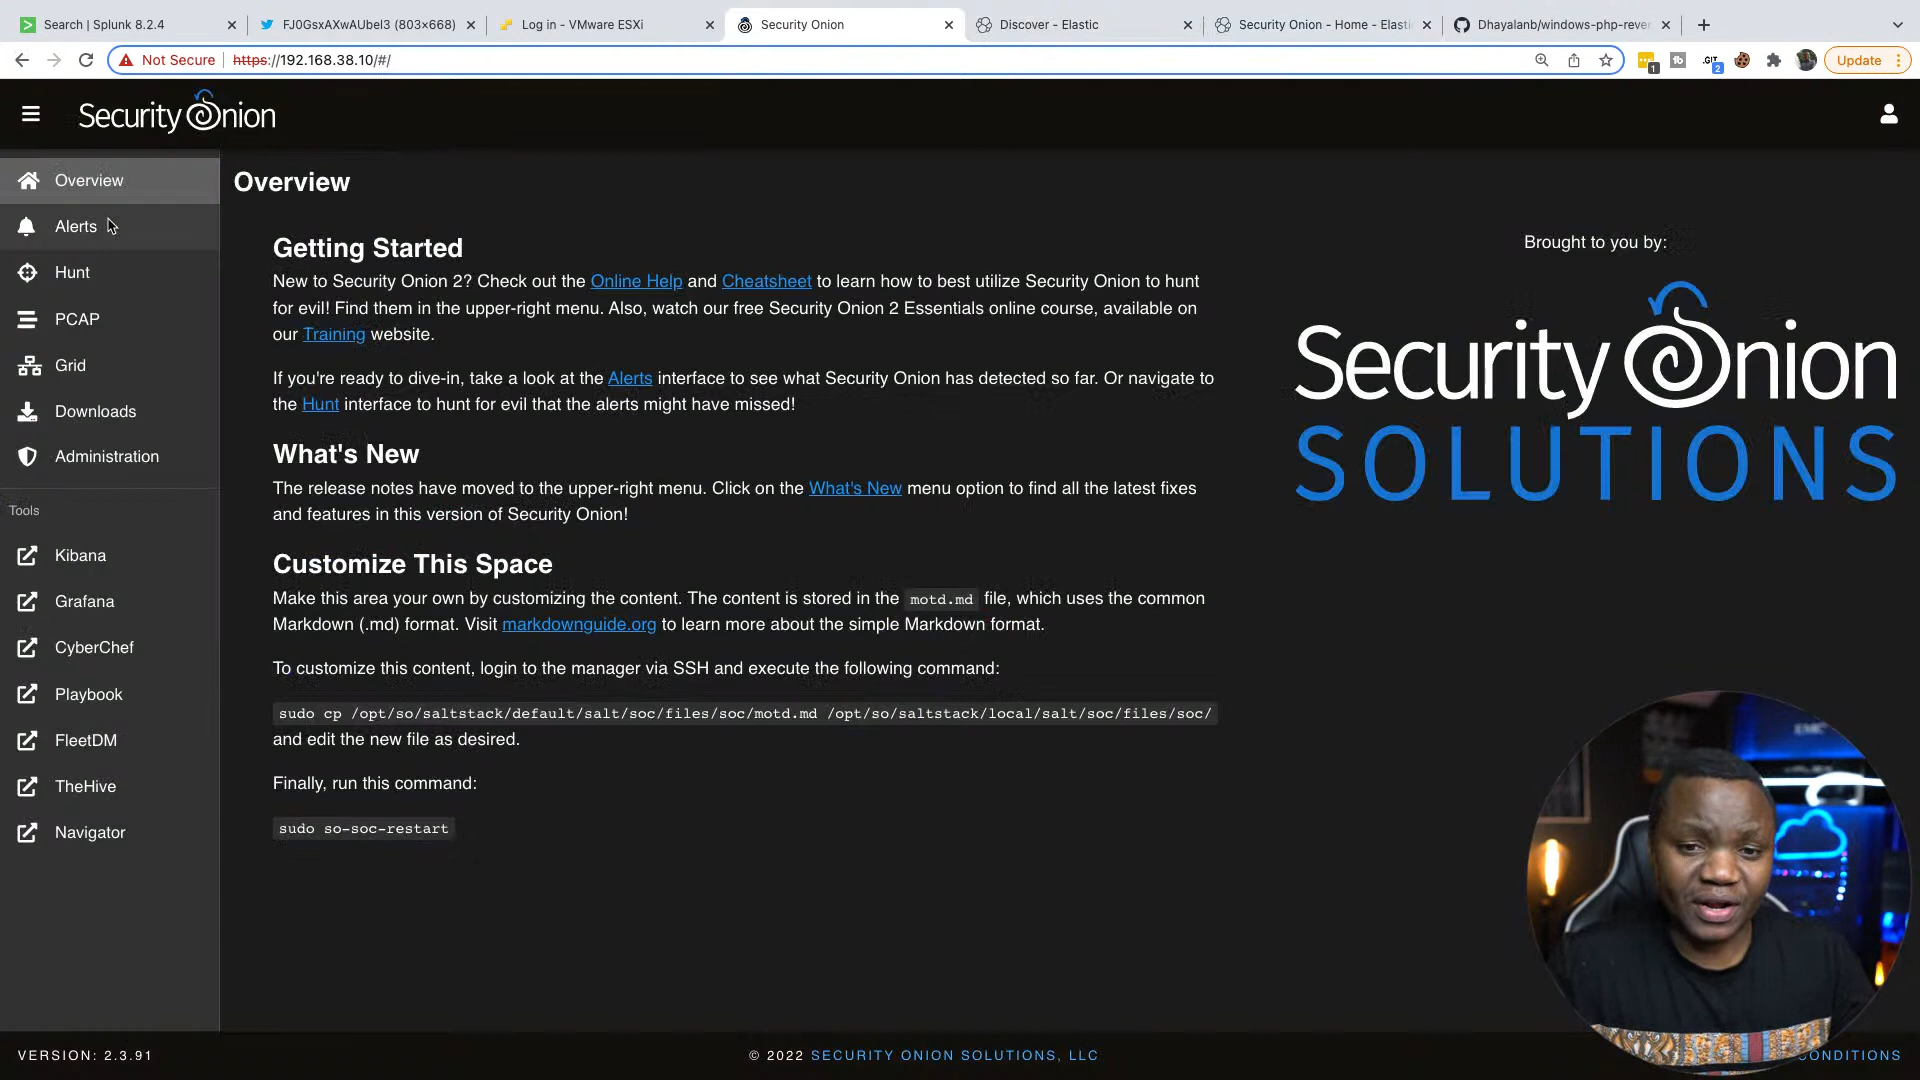 Search | Splunk 8.2.4
FJ0GsxAXwAUbel3 (803×668)
Log in - VMware ESXi
Security Onion
Discover - Elastic
Security Onion - Home - Elasti
Dhayalanb/windows-php-rever
Not Secure
https://192.168.38.10/#/
1
2
Update
Security Onion
Overview
Alerts
Hunt
PCAP
Grid
Downloads
Administration
Tools
Kibana
Grafana
CyberChef
Playbook
FleetDM
TheHive
Navigator
Overview
Getting Started
New to Security Onion 2? Check out the Online Help and Cheatsheet to learn how to best utilize Security Onion to hunt
for evil! Find them in the upper-right menu. Also, watch our free Security Onion 2 Essentials online course, available on
our Training website.
If you're ready to dive-in, take a look at the Alerts interface to see what Security Onion has detected so far. Or navigate to
the Hunt interface to hunt for evil that the alerts might have missed!
What's New
The release notes have moved to the upper-right menu. Click on the What's New menu option to find all the latest fixes
and features in this version of Security Onion!
Customize This Space
Make this area your own by customizing the content. The content is stored in the motd.md file, which uses the common
Markdown (.md) format. Visit markdownguide.org to learn more about the simple Markdown format.
To customize this content, login to the manager via SSH and execute the following command:
sudo cp /opt/so/saltstack/default/salt/soc/files/soc/motd.md /opt/so/saltstack/local/salt/soc/files/soc/
and edit the new file as desired.
Finally, run this command:
sudo so-soc-restart
Brought to you by:
Security Onion
SOLUTIONS
VERSION: 2.3.91
© 2022 SECURITY ONION SOLUTIONS, LLC
CONDITIONS